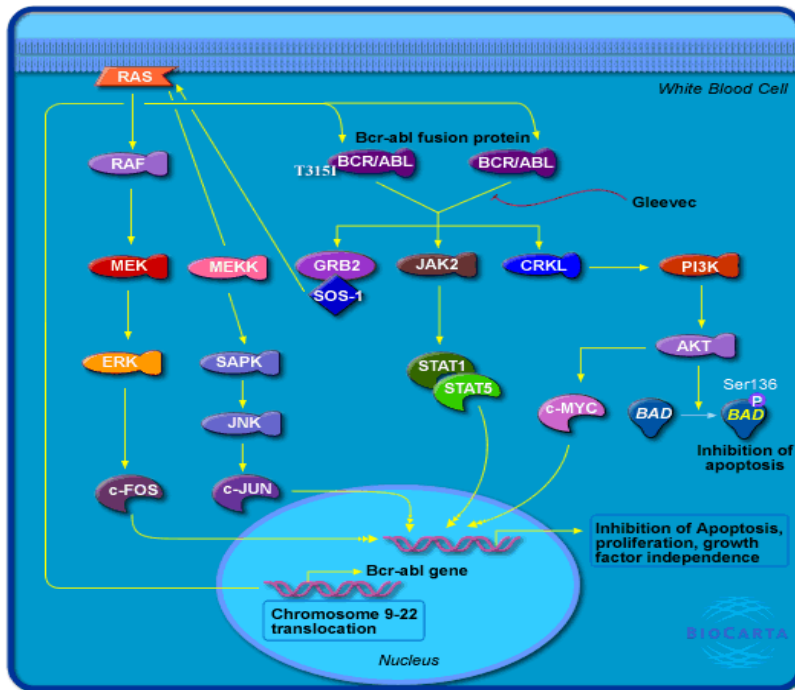 RAS
White Blood Cell
Bcr-abl fusion protein
RAF
T315I
BCR/ABL
BCR/ABL
Gleevec
MEK
MEKK
GRB2
JAK2
CRKL
PI3K
SOS-1
ERK
SAPK
STAT1
AKT
STAT5
Ser136
c-MYC
BAD
P
BAD
JNK
Inhibition of
apoptosis
c-FOS
c-JUN
Inhibition of Apoptosis,
proliferation, growth
factor independence
Bcr-abl gene
Chromosome 9-22
translocation
Nucleus
BIOCARTA